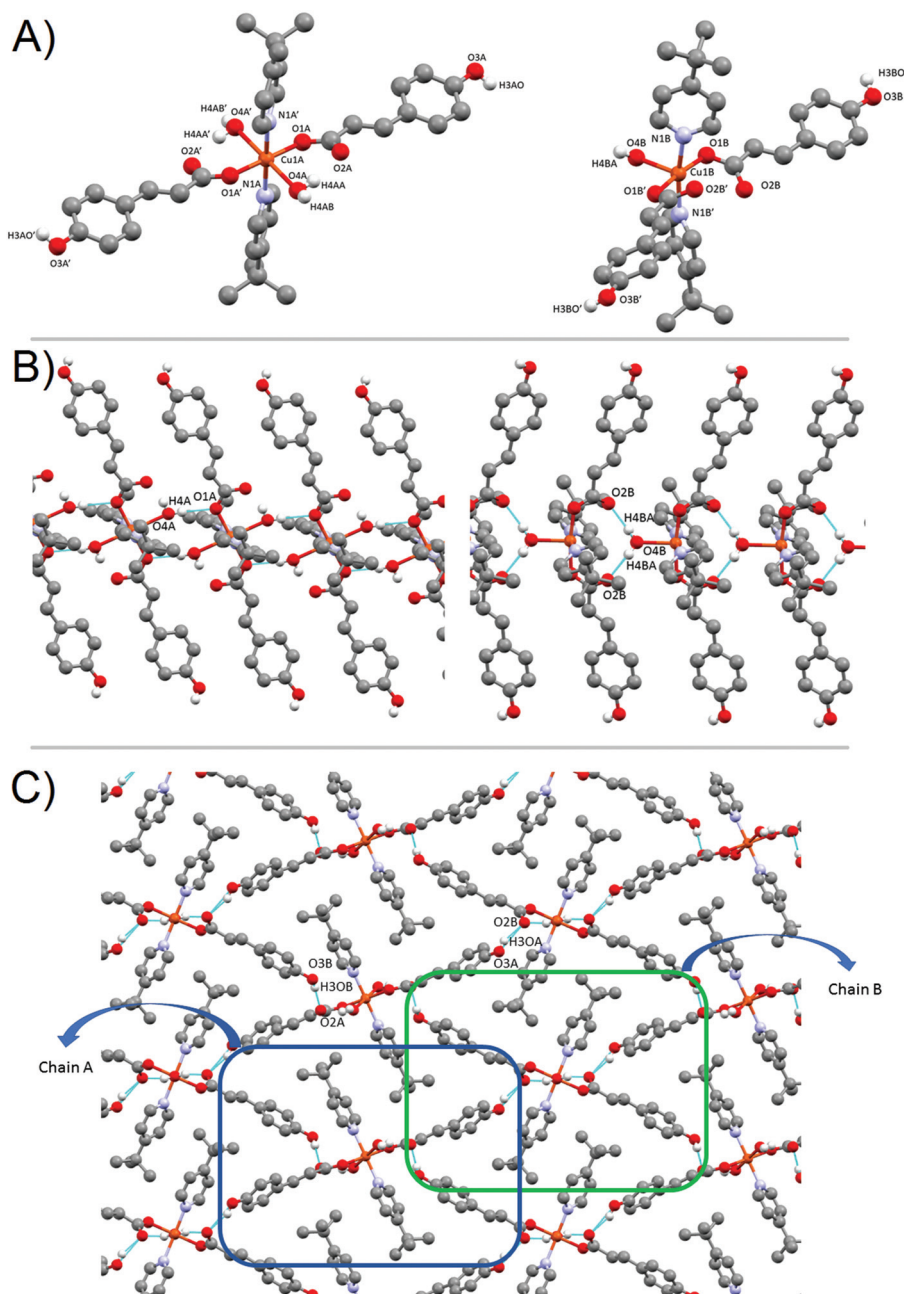 A)
O3A
H3AO
H4AB'
O4A'
N1A'
H4AA'
O1A
O2A'
Cu1A
O2A
N1A
O4A
H4AA
O1A'
H4AB
H3AO'
O3A'
H3BO
O3B
N1B
O4B
O1B
H4BA
Cu1B
O1B'
O2B'
O2B
N1B'
H3BO'
O3B'
B)
H4A
O1A
O4A
O2B
H4BA
O4B
H4BA
O2B
C)
O2B
H3OA
O3B
O3A
H3OB
O2A
Chain B
Chain A